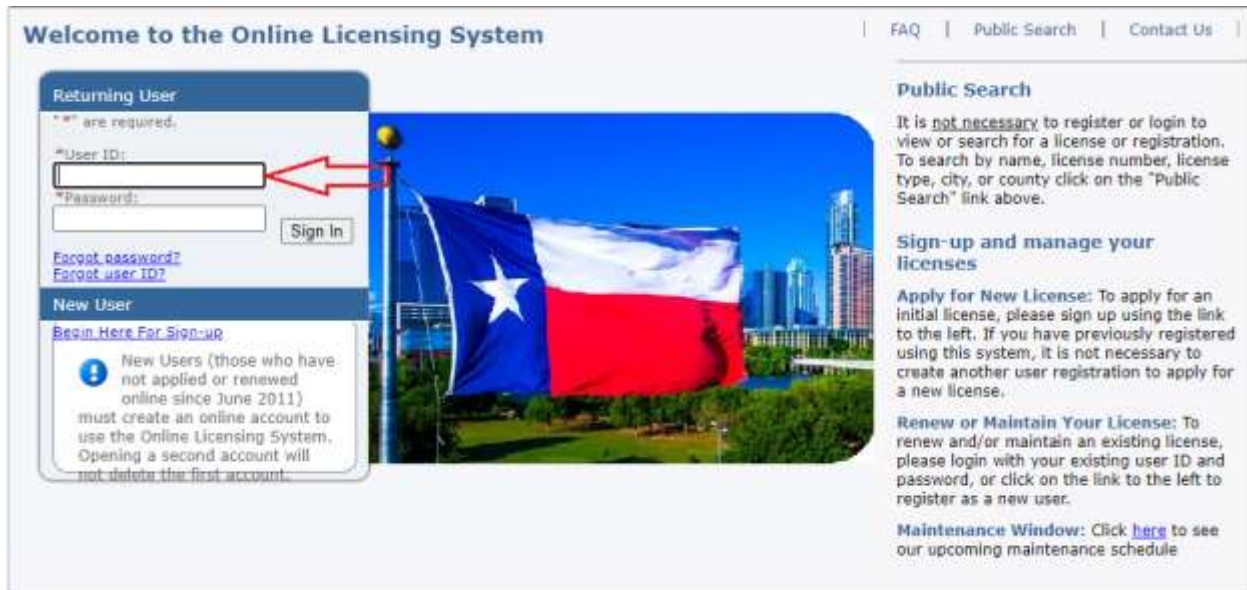 Welcome to the Online Licensing System
| FAQ | Public Search | Contact Us |
Returning User
"*" are required.
*User ID:
*Password:
Sign In
Forgot password?
Forgot user ID?
New User
Begin Here For Sign-up
New Users (those who have
not applied or renewed
online since June 2011)
must create an online account to
use the Online Licensing System.
Opening a second account will
not delete the first account.
Public Search
It is not necessary to register or login to
view or search for a license or registration.
To search by name, license number, license
type, city, or county click on the "Public
Search" link above.
Sign-up and manage your
licenses
Apply for New License: To apply for an
initial license, please sign up using the link
to the left. If you have previously registered
using this system, it is not necessary to
create another user registration to apply for
a new license.
Renew or Maintain Your License: To
renew and/or maintain an existing license,
please login with your existing user ID and
password, or click on the link to the left to
register as a new user.
Maintenance Window: Click here to see
our upcoming maintenance schedule